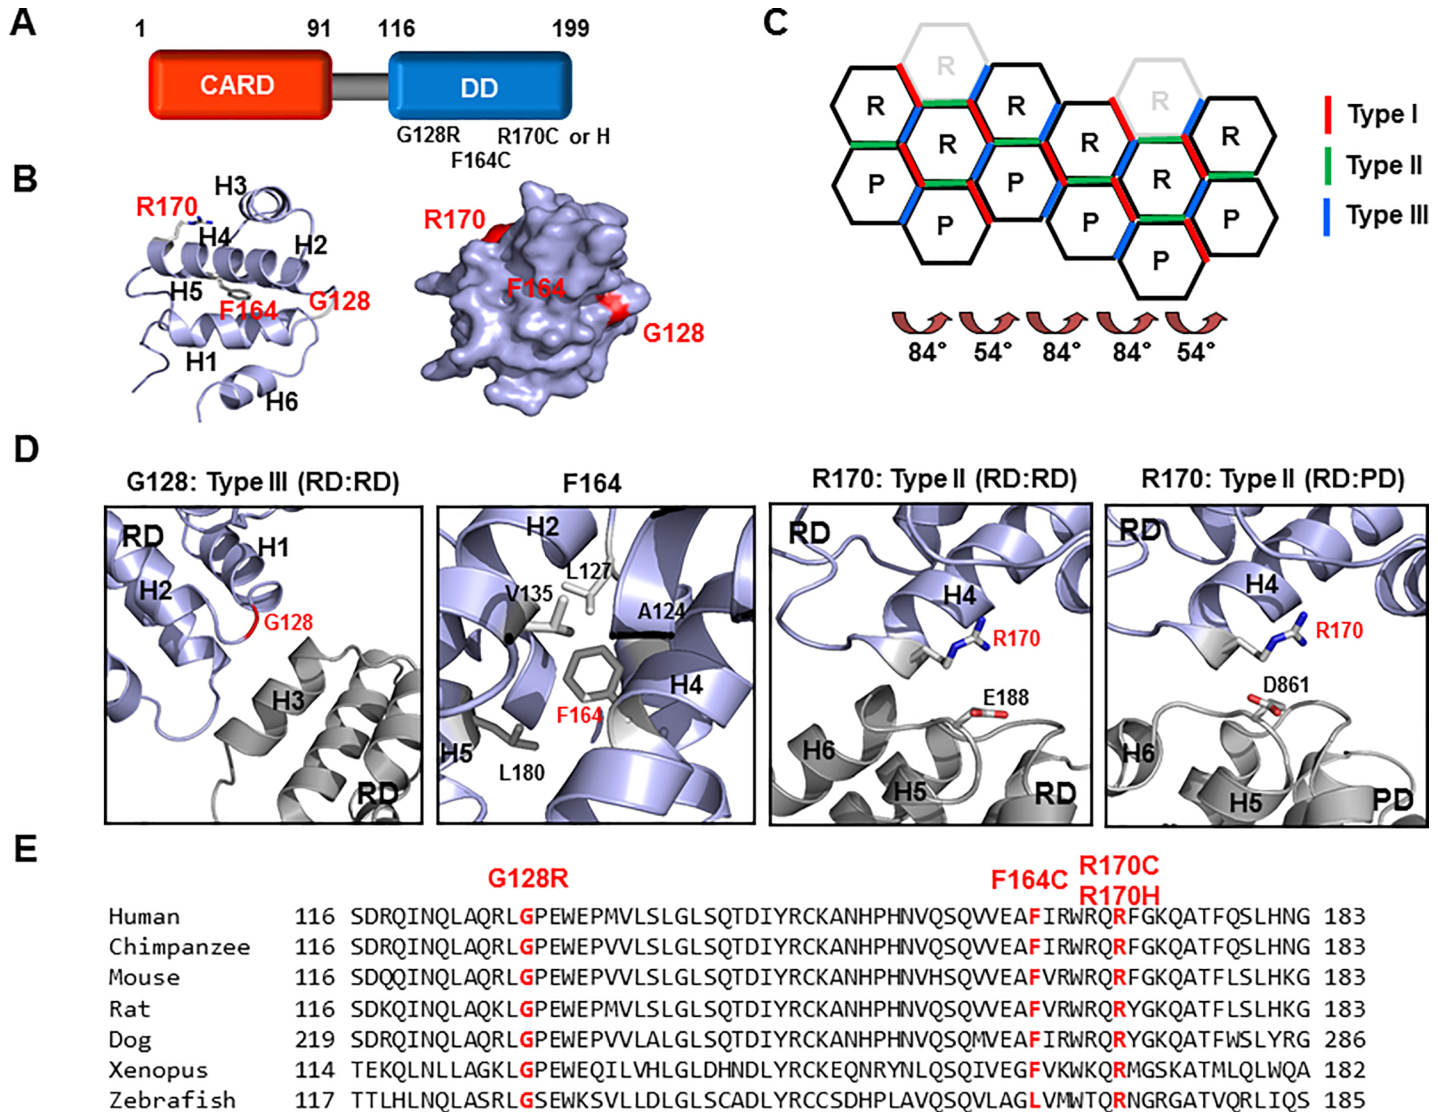 A
1 91 116 199
CARD DD
G128R R170C or H
F164C
B
R170 H3
H4 H2
H5 F164 G128
H1
H6
R170
F164
G128
C
R R R R
R R R
P P P
P P P
Type I
Type II
Type III
84° 54° 84° 84° 54°
D
G128: Type III (RD:RD)
RD H1
H2
G128
H3
RD
F164
H2
L127
V135
A124
H4
F164
H5
L180
R170: Type II (RD:RD)
RD
H4
R170
E188
H6
H5 RD
R170: Type II (RD:PD)
RD
H4
R170
D861
H6
H5 PD
E
G128R F164C R170C
R170H
Human 116 SDRQINQLAQRLGPEWEPMVLSLGLSQTDIYRCKANHPHNVQSQVVEAFIRWRQRFGKQATFQSLHNG 183
Chimpanzee 116 SDRQINQLAQRLGPEWEPVVLSLGLSQTDIYRCKANHPHNVQSQVVEAFIRWRQRFGKQATFQSLHNG 183
Mouse 116 SDQQINQLAQRLGPEWEPVVLSLGLSQTDIYRCKANHPHNVHSQVVEAFVRWRQRFGKQATFLSLHKG 183
Rat 116 SDKQINQLAQKLGPEWEPVVLSLGLSQTDIYRCKANHPHNVQSQVVEAFVRWRQRYGKQATFLSLHKG 183
Dog 219 SDRQINQLAQRLGPEWEPVVLALGLSQTDIYRCKANHPHNVQSQMVEAFIRWRQRYGKQATFWSLYRG 286
Xenopus 114 TEKQLNLLAGKLGPEWEQILVHLGLDHNDLYRCKEQNRYNLQSQIVEGFVKWKQRMGSKATMLQLWQA 182
Zebrafish 117 TTLHLNQLASRLGSEWKSVLLDLGLSCADLYRCCSDHPLAVQSQVLAGLVMWTQRNGRGATVQRLIQS 185